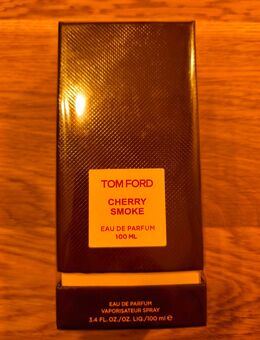 TOM FORD
CHERRY
SMOKE
EAU DE PARFUM
100 ML
EAU DE PARFUM
VAPORISATEUR SPRAY
3.4 FL.OZ./OZ. LIQ./100 ml ℮